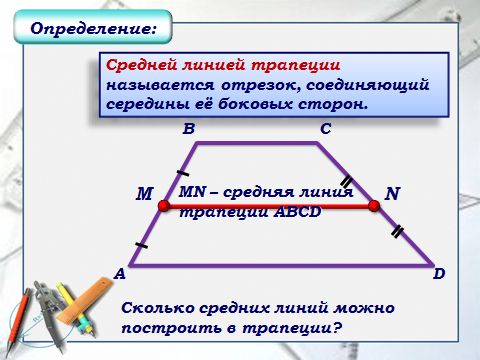 Определение:
Средней линией трапеции
называется отрезок, соединяющий
середины её боковых сторон.
B C
M MN – средняя линия N
трапеции ABCD
A D
Сколько средних линий можно
построить в трапеции?